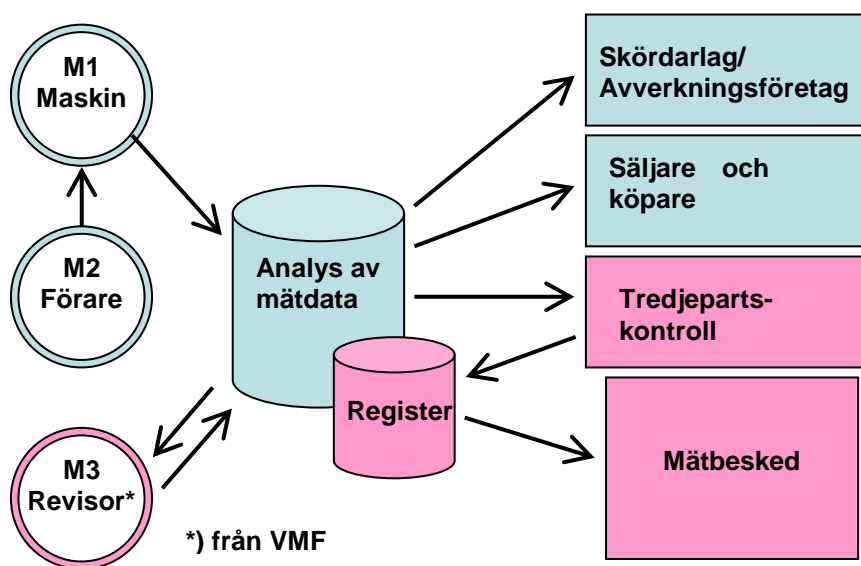 M1
Maskin
M2
Förare
M3
Revisor*
*) från VMF
Analys av
mätdata
Register
Skördarlag/
Avverkningsföretag
Säljare och
köpare
Tredjeparts-
kontroll
Mätbesked